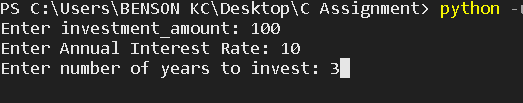 PS C:\Users\BENSON KC\Desktop\C Assignment> python -u
Enter investment_amount: 100
Enter Annual Interest Rate: 10
Enter number of years to invest: 3